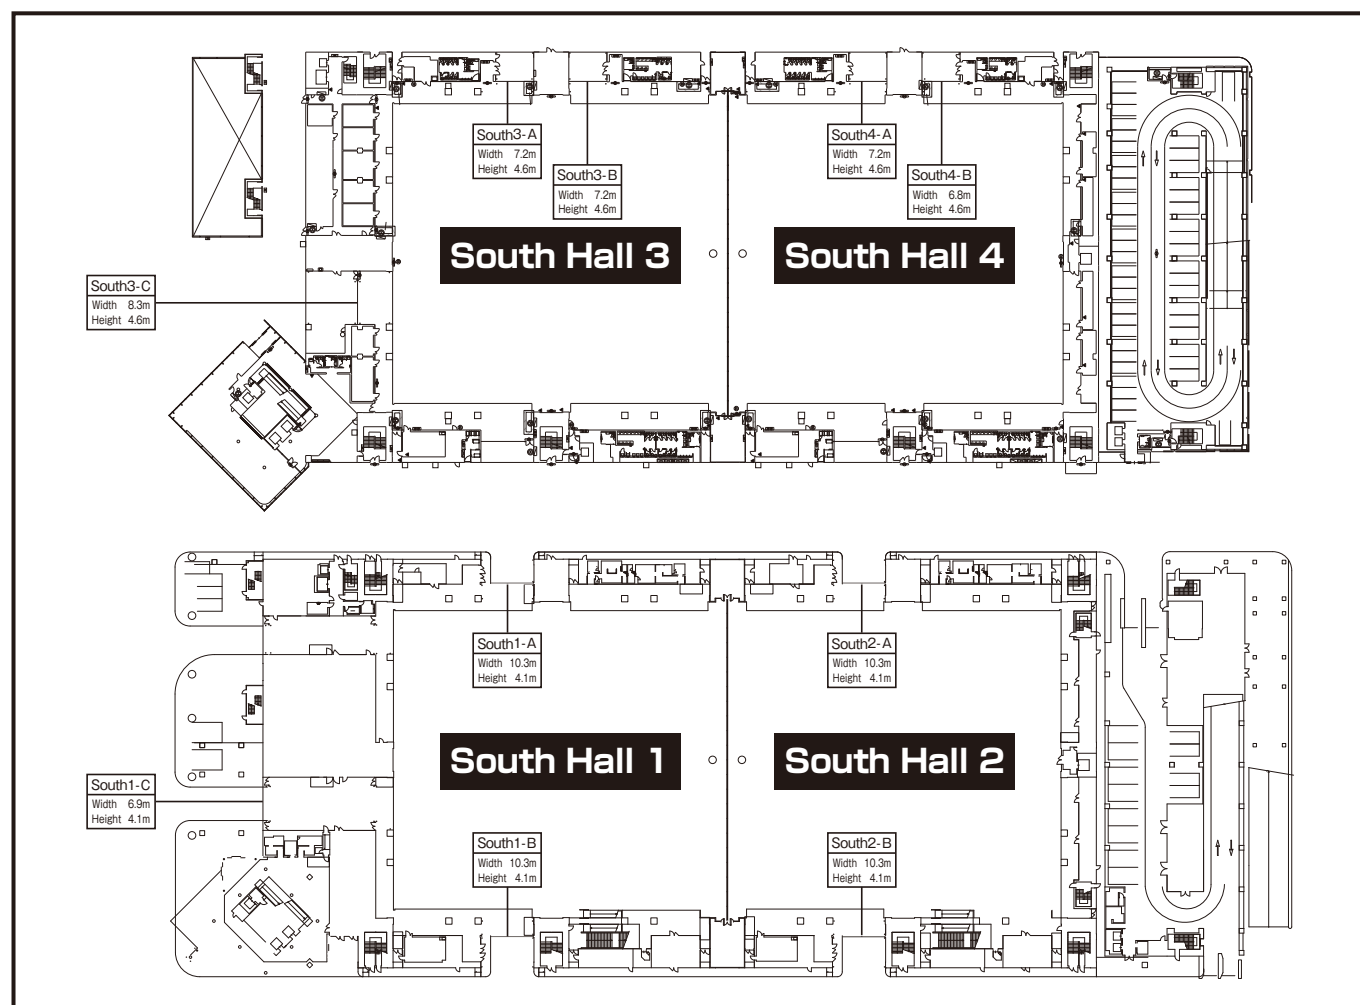 South3-A
Width 7.2m
Height 4.6m
South3-B
Width 7.2m
Height 4.6m
South4-A
Width 7.2m
Height 4.6m
South4-B
Width 6.8m
Height 4.6m
South Hall 3
South Hall 4
South3-C
Width 8.3m
Height 4.6m
South1-A
Width 10.3m
Height 4.1m
South2-A
Width 10.3m
Height 4.1m
South Hall 1
South Hall 2
South1-C
Width 6.9m
Height 4.1m
South1-B
Width 10.3m
Height 4.1m
South2-B
Width 10.3m
Height 4.1m